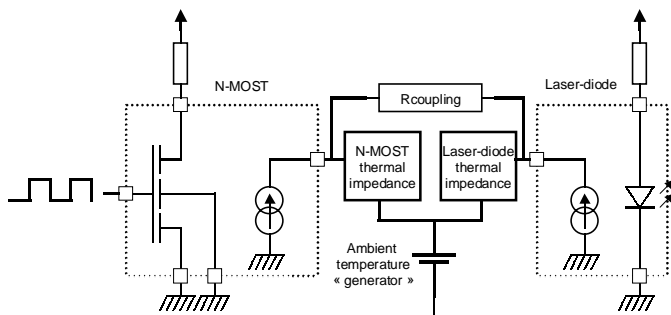 N-MOST
Laser-diode
Rcoupling
N-MOST
thermal
impedance
Laser-diode
thermal
impedance
Ambient
temperature
« generator »